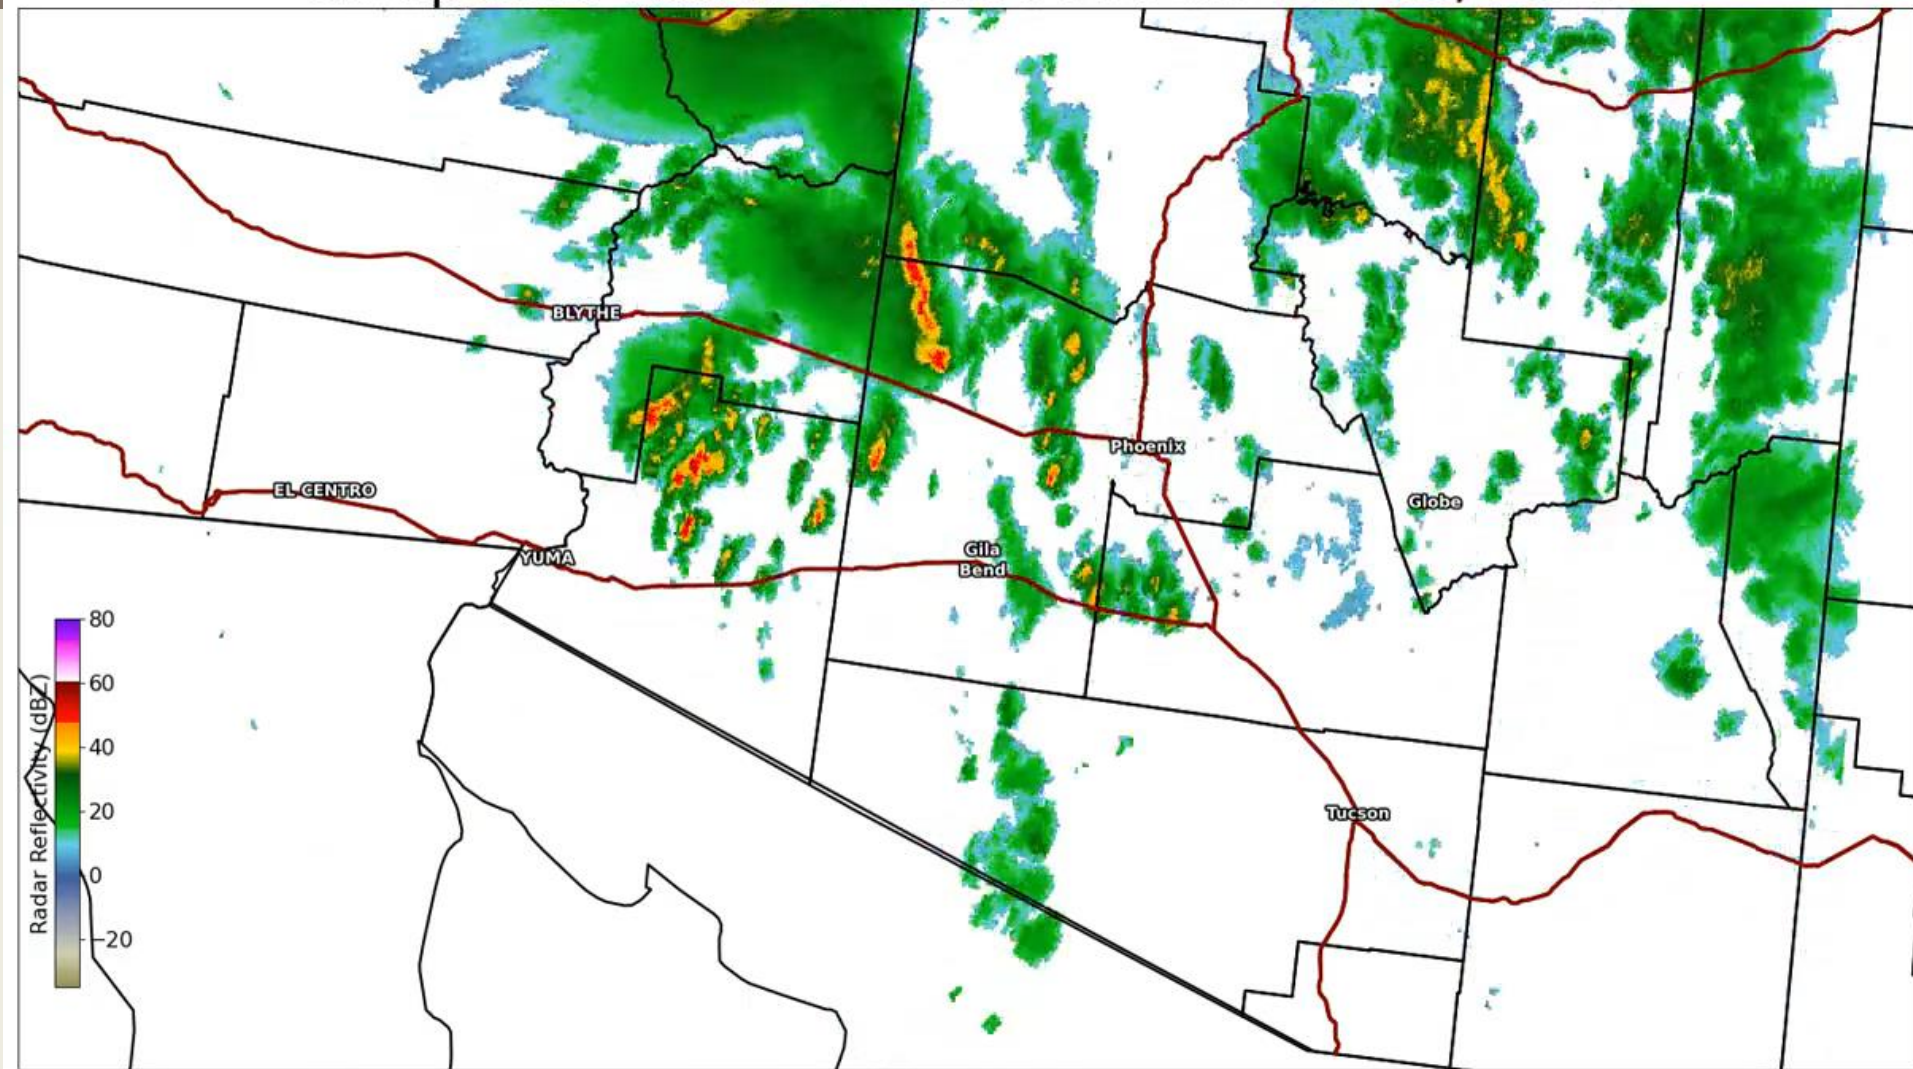 BLYTHE
Phoenix
EL CENTRO
Globe
YUMA
Gila
Bend
80
60
40
20
0
−20
Radar Reflectivity (dBZ)
Tucson